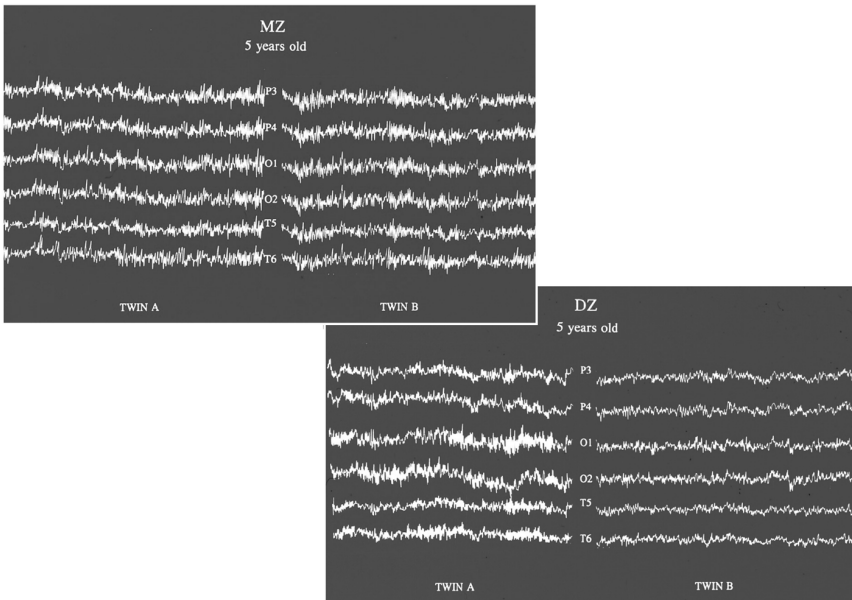 MZ
5 years old
P3
P4
O1
O2
T5
T6
TWIN A TWIN B
DZ
5 years old
P3
P4
O1
O2
T5
T6
TWIN A TWIN B